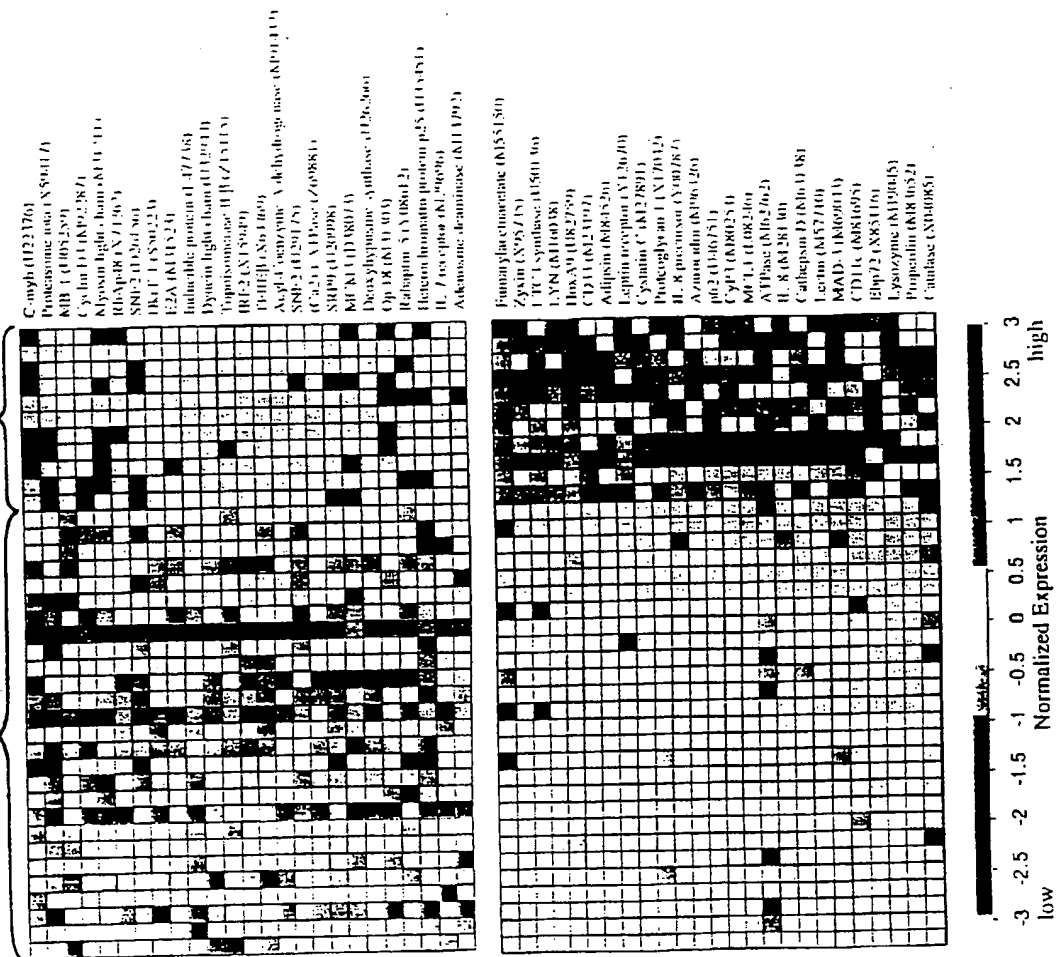 C-myb (U22376)
Proteasome iota (X59417)
MB-1 (U05259)
Cyclin D3 (M92287)
Myosin light chain
RbAp48 (X74262)
SNF2 (D26156)
E2A (M31523)
Inducible protein (L47738)
Dynein light chain (U32944)
Topoisomerase II β (Z15115)
IRF2 (X15949)
TFIIEβ (X63469)
Acyl-Coenzyme A dehydrogenase
SNF2 (U29175)
(Ca2+)-ATPase (Z69881)
SRP9 (U20998)
MCM3 (D38073)
Deoxyhypusine synthase (U26266)
Op 18 (M31303)
Rabaptin-5 (Y08612)
Heterochromatin protein p25 (U35451)
IL-7 receptor (M29696)
Adenosine deaminase (M13792)
Fumarylacetoacetate (M55150)
Zyxin (X95735)
LTC4 synthase (U50136)
LYN (M16038)
HoxA9 (U82759)
CD33 (M23197)
Adipsin (M84526)
Leptin receptor (Y12670)
Cystatin C (M27891)
Proteoglycan 1 (X17042)
IL-8 precursor (Y00787)
Azurocidin (M96326)
p62 (U46751)
CyP3 (M80254)
MCL1 (L08246)
ATPase (M62762)
IL-8 (M28130)
Cathepsin D (M63138)
Lectin (M57710)
MAD-3 (M69043)
CD11c (M81695)
Ebp72 (X85116)
Lysozyme (M19045)
Properdin (M83652)
Catalase (X04085)
-3 -2.5 -2 -1.5 -1 -0.5 0 0.5 1 1.5 2 2.5 3
low Normalized Expression high